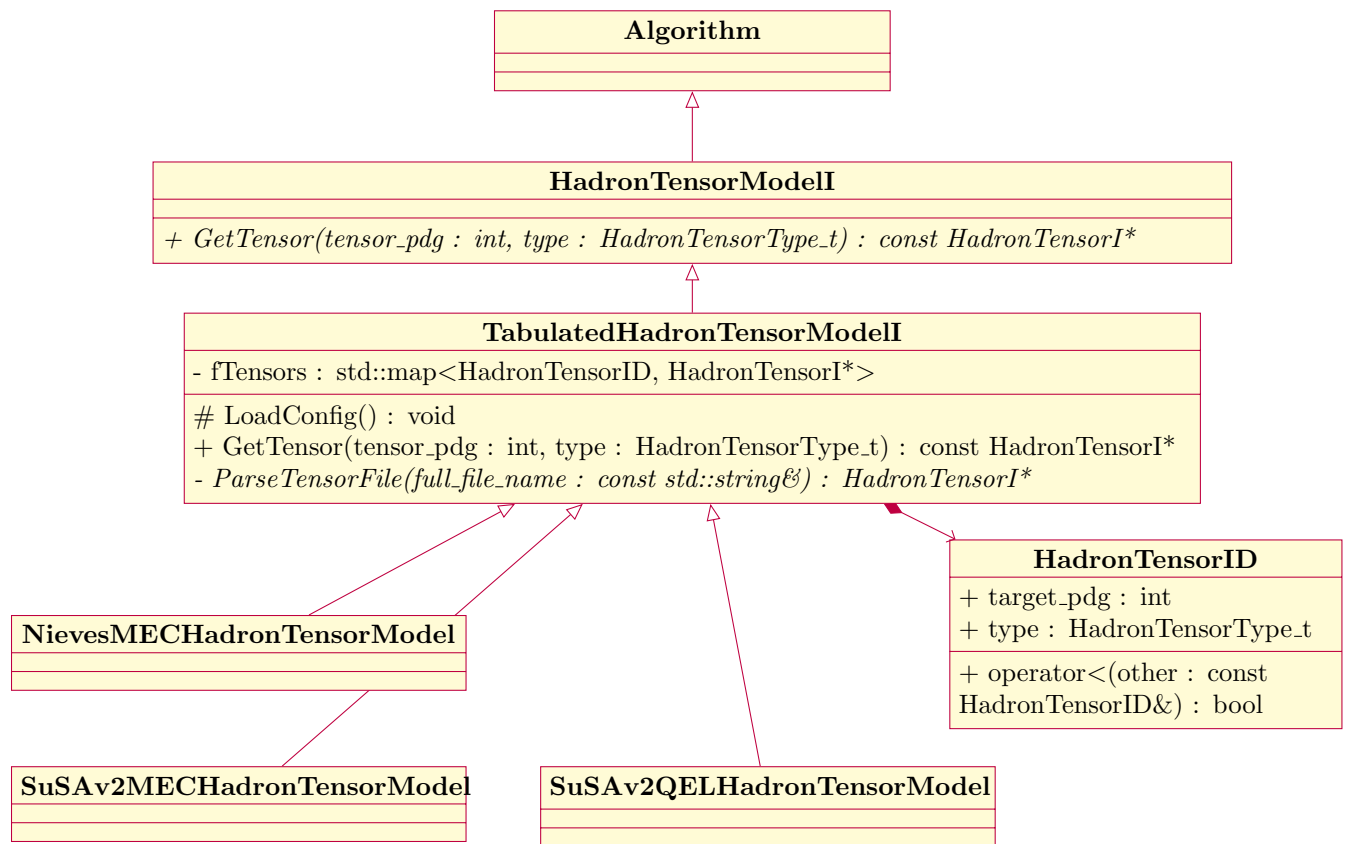 Algorithm
HadronTensorModelI
+ GetTensor(tensor_pdg : int, type : HadronTensorType_t) : const HadronTensorI*
TabulatedHadronTensorModelI
- fTensors : std::map<HadronTensorID, HadronTensorI*>
# LoadConfig() : void
+ GetTensor(tensor_pdg : int, type : HadronTensorType_t) : const HadronTensorI*
- ParseTensorFile(full_file_name : const std::string&) : HadronTensorI*
HadronTensorID
+ target_pdg : int
+ type : HadronTensorType_t
+ operator<(other : const
HadronTensorID&) : bool
NievesMECHadronTensorModel
SuSAv2MECHadronTensorModel
SuSAv2QELHadronTensorModel